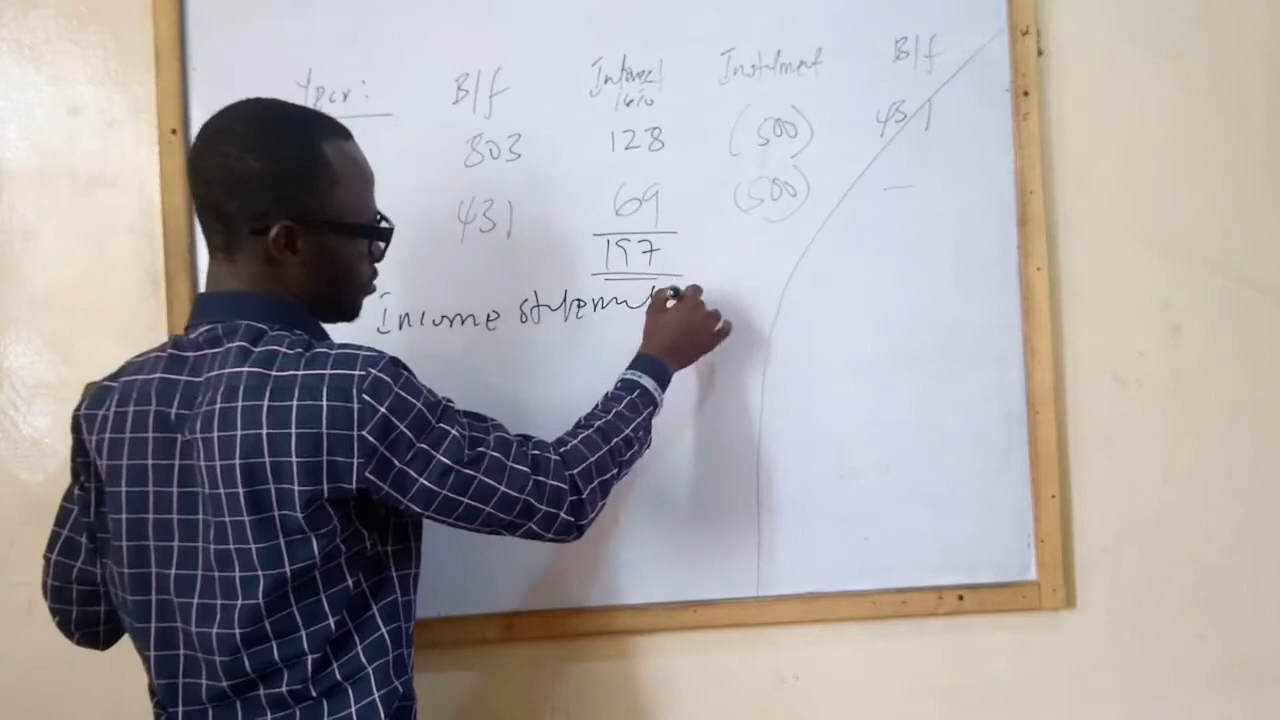 Year: B/f Interest Instalment B/f
16%
803 128 (500) 431
431 69 (500) —
197
Income statement